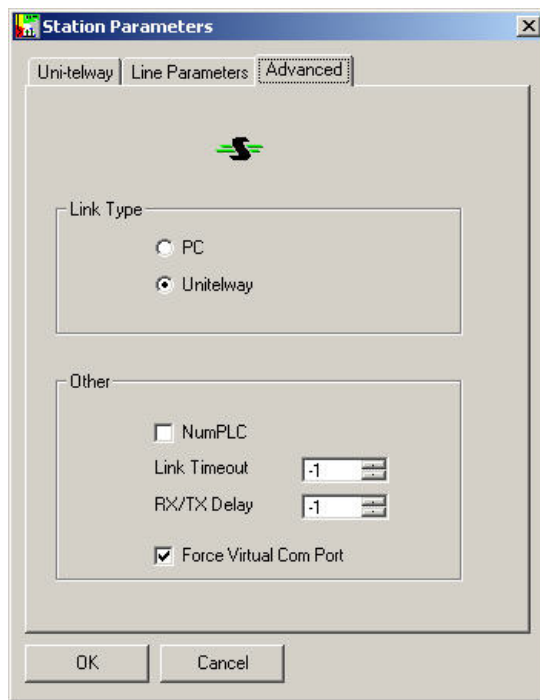 Station Parameters
Uni-telway Line Parameters Advanced
Link Type
PC
Unitelway
Other
NumPLC
Link Timeout -1
RX/TX Delay -1
Force Virtual Com Port
OK Cancel